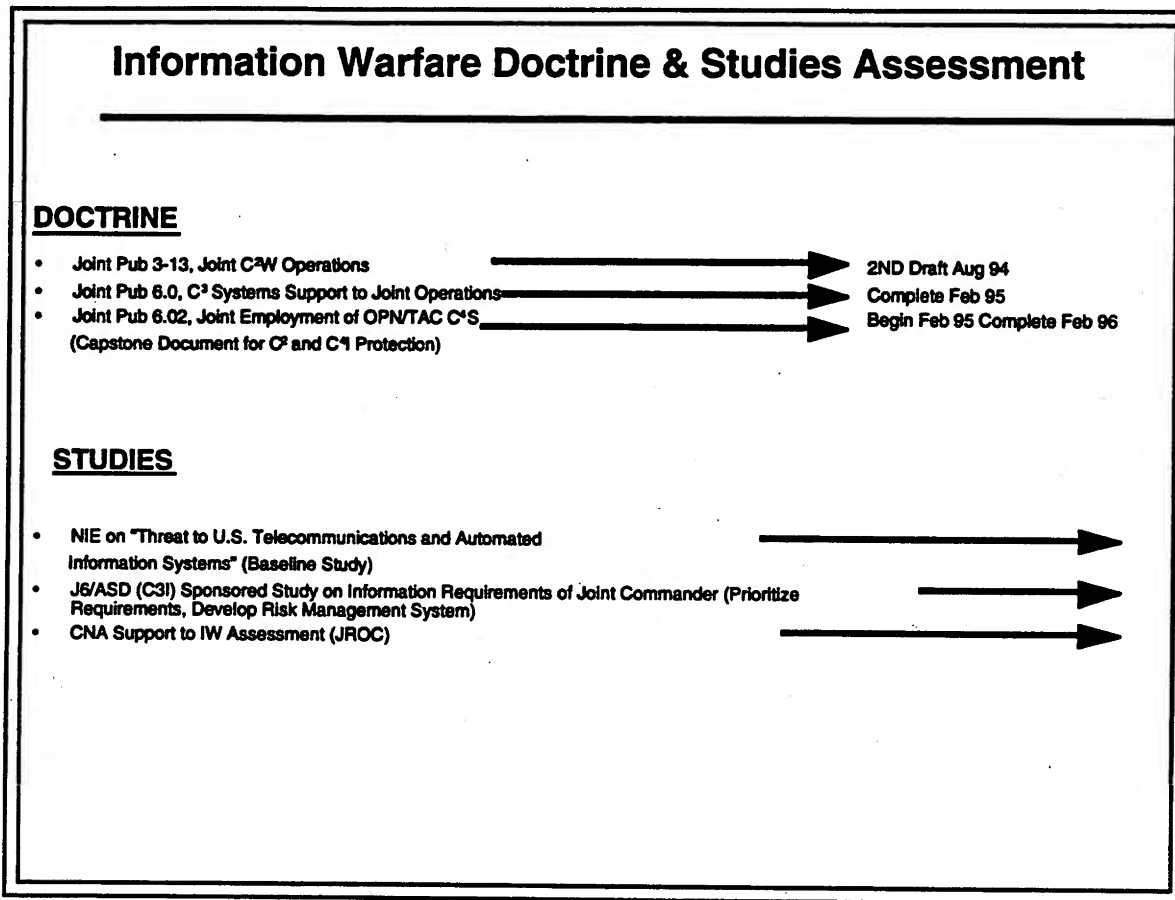 Information Warfare Doctrine & Studies Assessment
DOCTRINE
• Joint Pub 3-13, Joint C²W Operations 2ND Draft Aug 94
• Joint Pub 6.0, C³ Systems Support to Joint Operations Complete Feb 95
• Joint Pub 6.02, Joint Employment of OPN/TAC C⁴S Begin Feb 95 Complete Feb 96
(Capstone Document for C² and C⁴I Protection)
STUDIES
• NIE on "Threat to U.S. Telecommunications and Automated
Information Systems" (Baseline Study)
• J6/ASD (C3I) Sponsored Study on Information Requirements of Joint Commander (Prioritize
Requirements, Develop Risk Management System)
• CNA Support to IW Assessment (JROC)